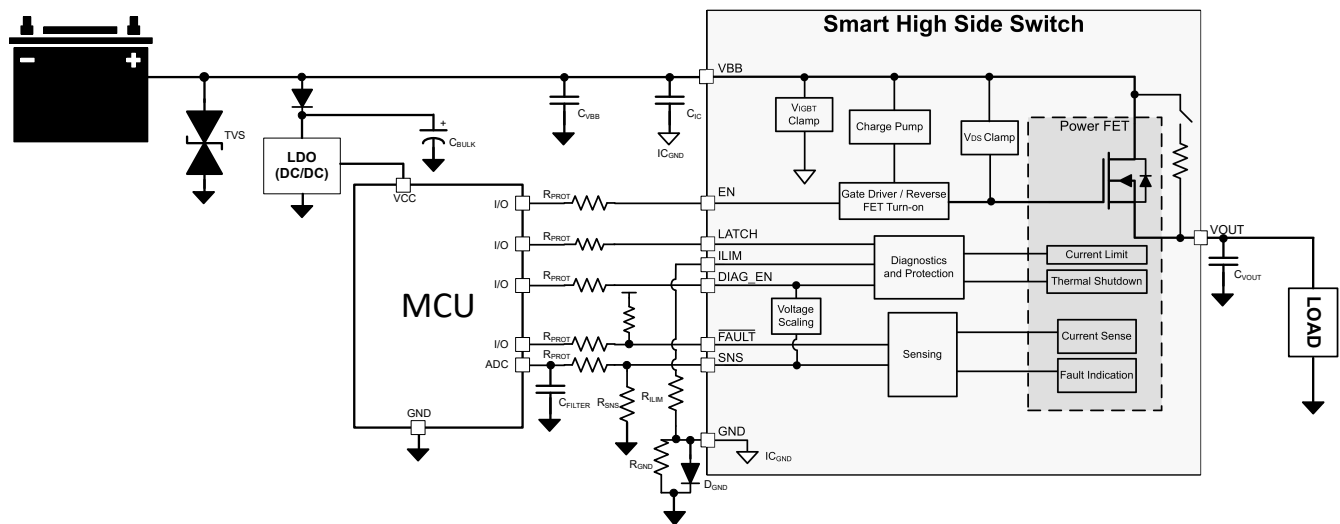 Smart High Side Switch
− +
VBB
TVS
LDO
(DC/DC)
+
CBULK
CVBB
CIC
ICGND
VIGBT
Clamp
Charge Pump
VDS Clamp
Power FET
VCC
I/O
RPROT
EN
Gate Driver / Reverse
FET Turn-on
I/O
RPROT
LATCH
ILIM
Diagnostics
and Protection
Current Limit
VOUT
CVOUT
I/O
RPROT
DIAG_EN
Thermal Shutdown
MCU
Voltage
Scaling
LOAD
I/O
RPROT
FAULT
Current Sense
ADC
RPROT
SNS
Sensing
Fault Indication
CFILTER
RSNS
RILIM
GND
GND
ICGND
RGND
DGND